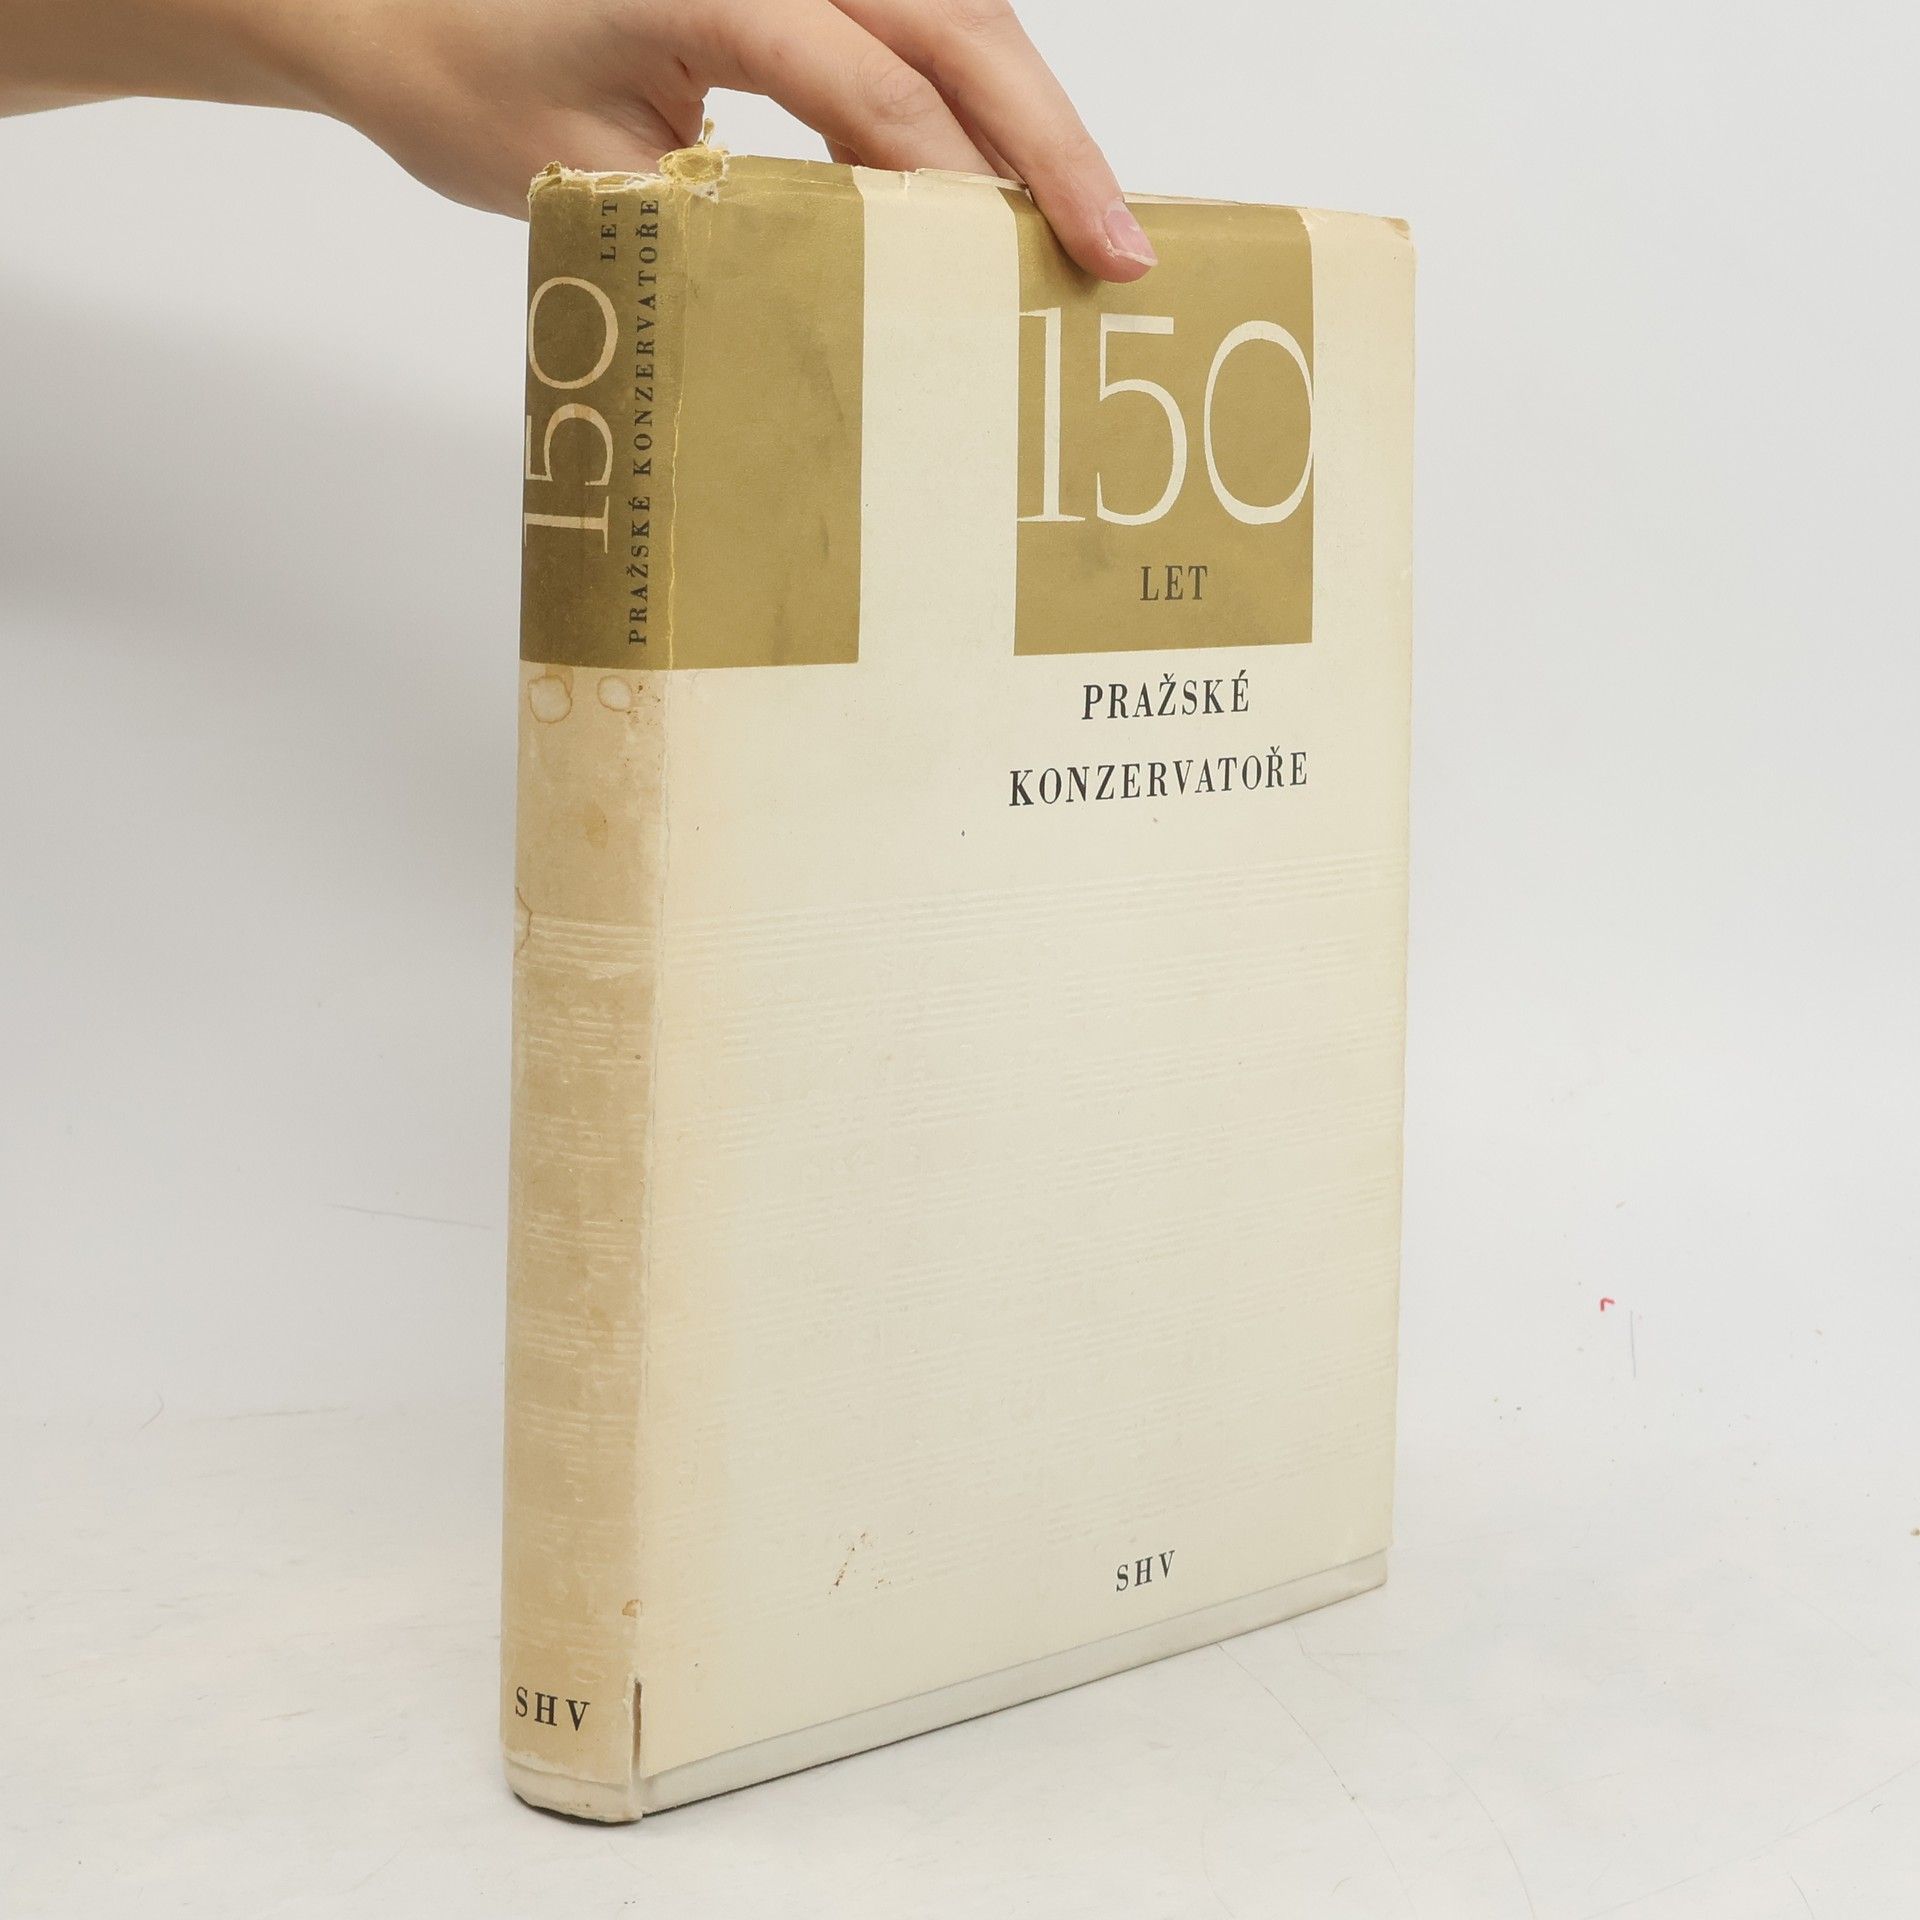 150
LET
PRAŽSKÉ KONZERVATOŘE
SHV
150
LET
PRAŽSKÉ
KONZERVATOŘE
SHV